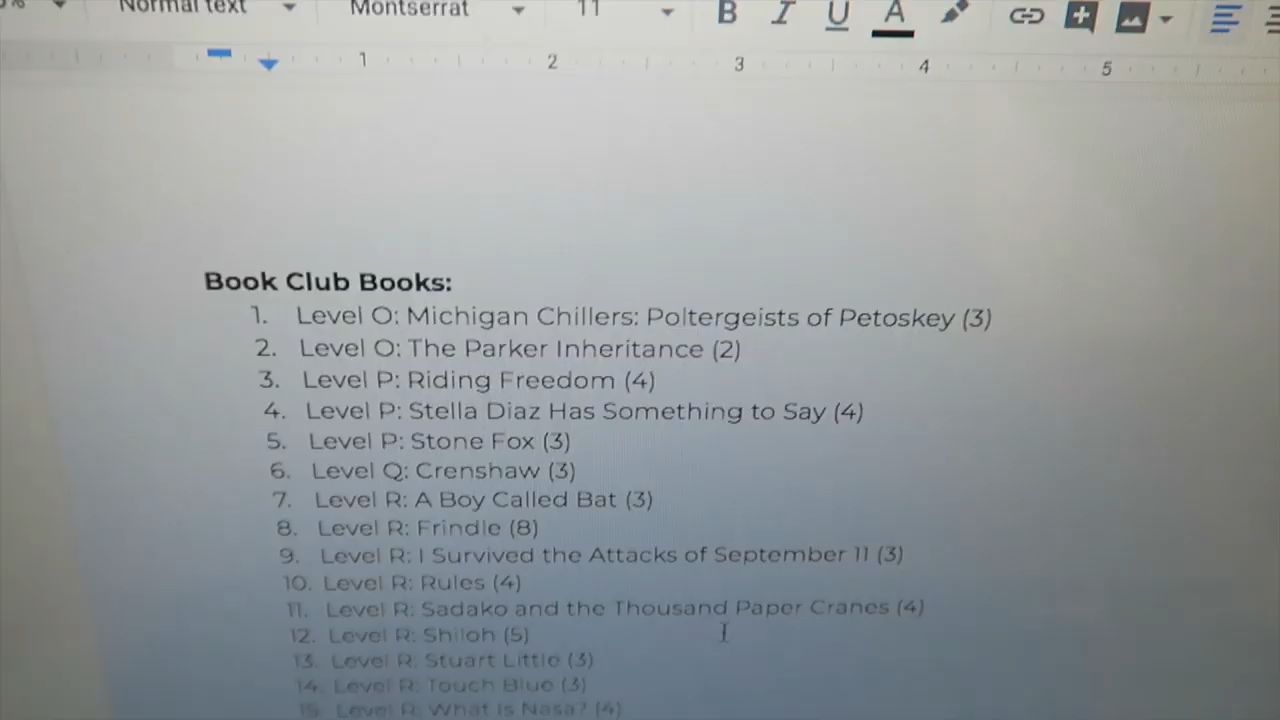 Normal text Montserrat 11 B I U A
1 2 3 4 5
Book Club Books:
1. Level O: Michigan Chillers: Poltergeists of Petoskey (3)
2. Level O: The Parker Inheritance (2)
3. Level P: Riding Freedom (4)
4. Level P: Stella Diaz Has Something to Say (4)
5. Level P: Stone Fox (3)
6. Level Q: Crenshaw (3)
7. Level R: A Boy Called Bat (3)
8. Level R: Frindle (8)
9. Level R: I Survived the Attacks of September 11 (3)
10. Level R: Rules (4)
11. Level R: Sadako and the Thousand Paper Cranes (4)
12. Level R: Shiloh (5)
13. Level R: Stuart Little (3)
14. Level R: Touch Blue (3)
15. Level R: What Is Nasa? (4)